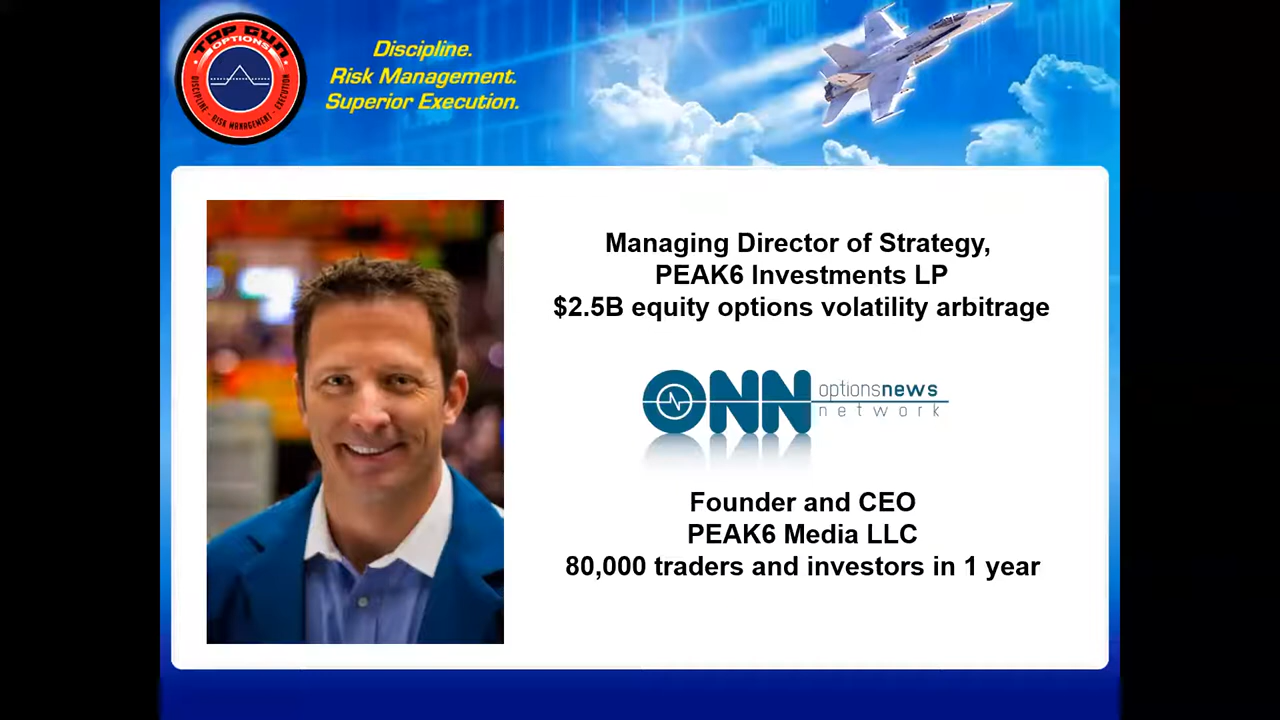 TOP GUN
OPTIONS
DISCIPLINE - RISK MANAGEMENT - EXECUTION
Discipline.
Risk Management.
Superior Execution.
Managing Director of Strategy,
PEAK6 Investments LP
$2.5B equity options volatility arbitrage
ONN optionsnews
network
Founder and CEO
PEAK6 Media LLC
80,000 traders and investors in 1 year